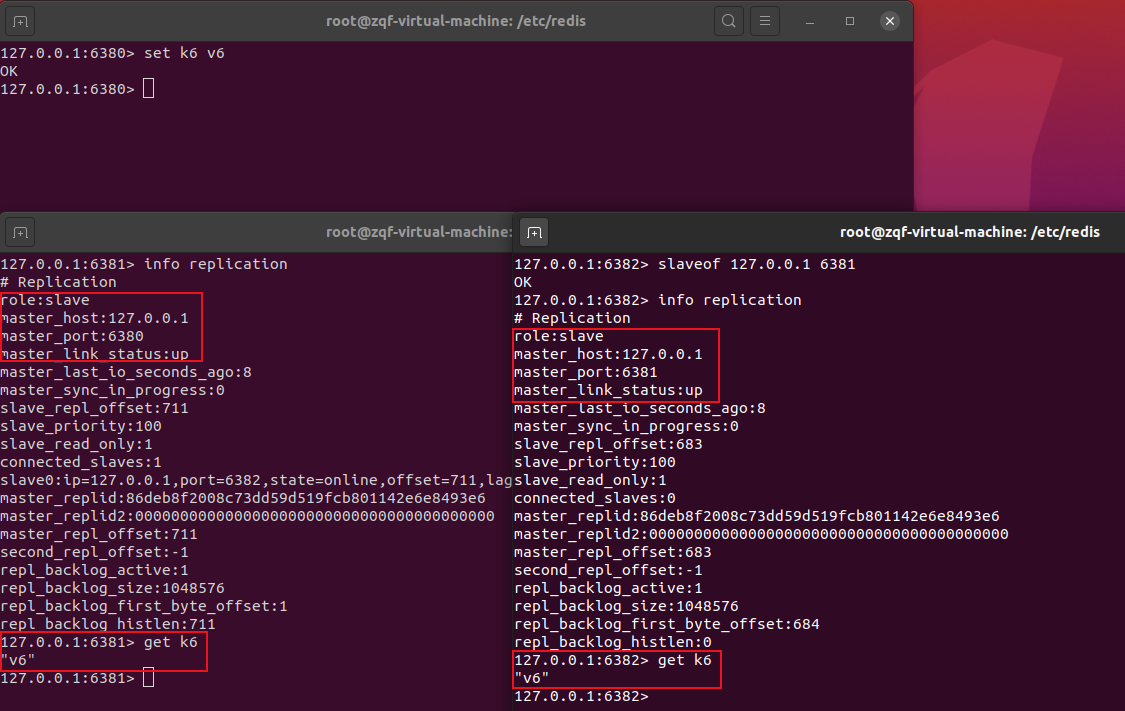 root@zqf-virtual-machine: /etc/redis
127.0.0.1:6380> set k6 v6
OK
127.0.0.1:6380>
root@zqf-virtual-machine:
127.0.0.1:6381> info replication
# Replication
role:slave
master_host:127.0.0.1
master_port:6380
master_link_status:up
master_last_io_seconds_ago:8
master_sync_in_progress:0
slave_repl_offset:711
slave_priority:100
slave_read_only:1
connected_slaves:1
slave0:ip=127.0.0.1,port=6382,state=online,offset=711,lag
master_replid:86deb8f2008c73dd59d519fcb801142e6e8493e6
master_replid2:0000000000000000000000000000000000000000
master_repl_offset:711
second_repl_offset:-1
repl_backlog_active:1
repl_backlog_size:1048576
repl_backlog_first_byte_offset:1
repl_backlog_histlen:711
127.0.0.1:6381> get k6
"v6"
127.0.0.1:6381>
root@zqf-virtual-machine: /etc/redis
127.0.0.1:6382> slaveof 127.0.0.1 6381
OK
127.0.0.1:6382> info replication
# Replication
role:slave
master_host:127.0.0.1
master_port:6381
master_link_status:up
master_last_io_seconds_ago:8
master_sync_in_progress:0
slave_repl_offset:683
slave_priority:100
slave_read_only:1
connected_slaves:0
master_replid:86deb8f2008c73dd59d519fcb801142e6e8493e6
master_replid2:0000000000000000000000000000000000000000
master_repl_offset:683
second_repl_offset:-1
repl_backlog_active:1
repl_backlog_size:1048576
repl_backlog_first_byte_offset:684
repl_backlog_histlen:0
127.0.0.1:6382> get k6
"v6"
127.0.0.1:6382>